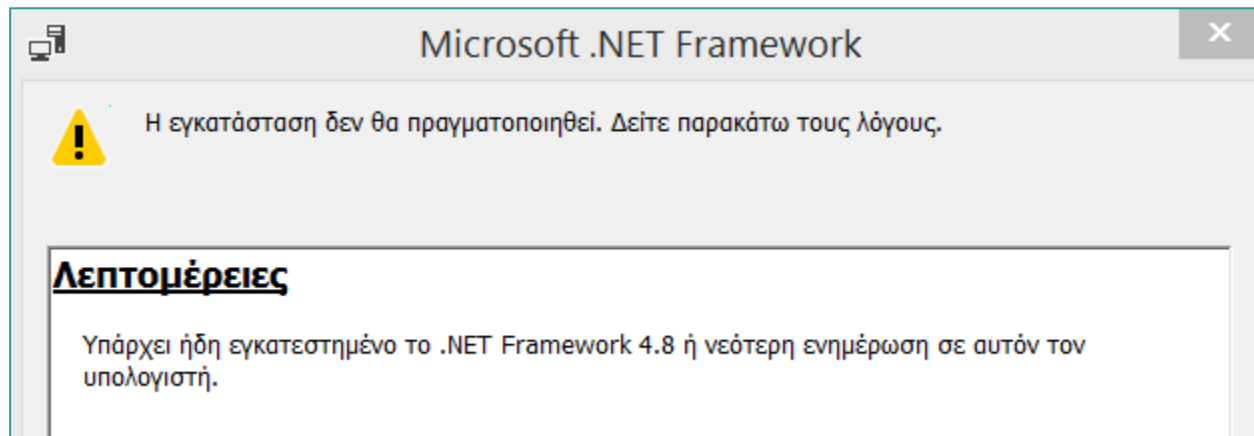 Microsoft .NET Framework
Η εγκατάσταση δεν θα πραγματοποιηθεί. Δείτε παρακάτω τους λόγους.
Λεπτομέρειες
Υπάρχει ήδη εγκατεστημένο το .NET Framework 4.8 ή νεότερη ενημέρωση σε αυτόν τον
υπολογιστή.